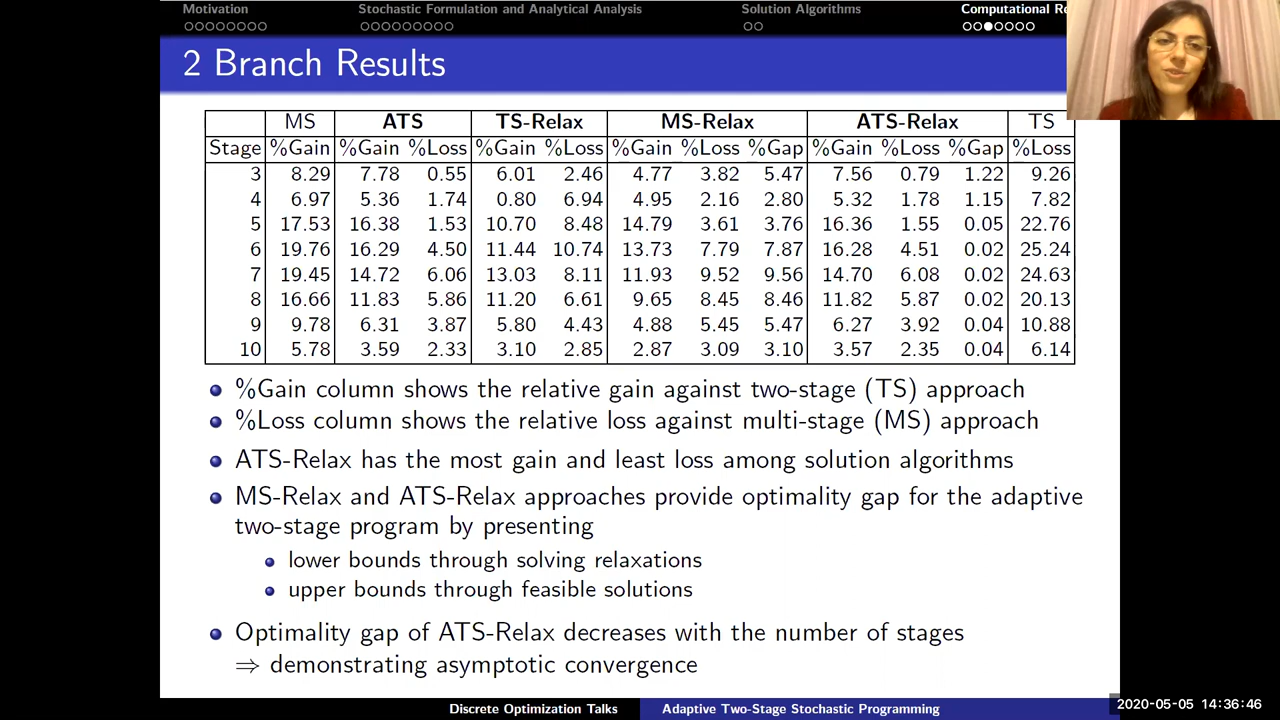 Motivation Stochastic Formulation and Analytical Analysis Solution Algorithms Computational Re
2 Branch Results
MS ATS TS-Relax MS-Relax ATS-Relax TS
Stage %Gain %Gain %Loss %Gain %Loss %Gain %Loss %Gap %Gain %Loss %Gap %Loss
3 8.29 7.78 0.55 6.01 2.46 4.77 3.82 5.47 7.56 0.79 1.22 9.26
4 6.97 5.36 1.74 0.80 6.94 4.95 2.16 2.80 5.32 1.78 1.15 7.82
5 17.53 16.38 1.53 10.70 8.48 14.79 3.61 3.76 16.36 1.55 0.05 22.76
6 19.76 16.29 4.50 11.44 10.74 13.73 7.79 7.87 16.28 4.51 0.02 25.24
7 19.45 14.72 6.06 13.03 8.11 11.93 9.52 9.56 14.70 6.08 0.02 24.63
8 16.66 11.83 5.86 11.20 6.61 9.65 8.45 8.46 11.82 5.87 0.02 20.13
9 9.78 6.31 3.87 5.80 4.43 4.88 5.45 5.47 6.27 3.92 0.04 10.88
10 5.78 3.59 2.33 3.10 2.85 2.87 3.09 3.10 3.57 2.35 0.04 6.14
%Gain column shows the relative gain against two-stage (TS) approach
%Loss column shows the relative loss against multi-stage (MS) approach
ATS-Relax has the most gain and least loss among solution algorithms
MS-Relax and ATS-Relax approaches provide optimality gap for the adaptive
two-stage program by presenting
lower bounds through solving relaxations
upper bounds through feasible solutions
Optimality gap of ATS-Relax decreases with the number of stages
⇒ demonstrating asymptotic convergence
Discrete Optimization Talks Adaptive Two-Stage Stochastic Programming
2020-05-05 14:36:46